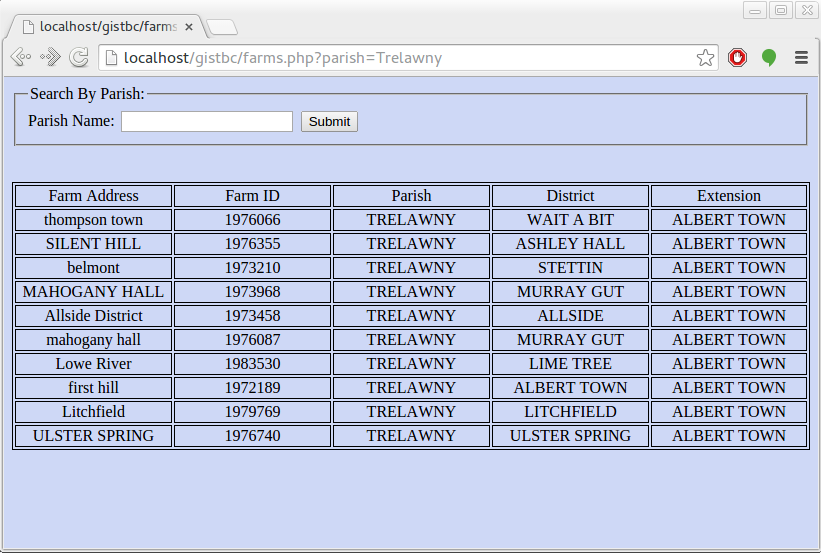 localhost/gistbc/farms
localhost/gistbc/farms.php?parish=Trelawny
Search By Parish:
Parish Name: Submit
Farm Address Farm ID Parish District Extension
thompson town 1976066 TRELAWNY WAIT A BIT ALBERT TOWN
SILENT HILL 1976355 TRELAWNY ASHLEY HALL ALBERT TOWN
belmont 1973210 TRELAWNY STETTIN ALBERT TOWN
MAHOGANY HALL 1973968 TRELAWNY MURRAY GUT ALBERT TOWN
Allside District 1973458 TRELAWNY ALLSIDE ALBERT TOWN
mahogany hall 1976087 TRELAWNY MURRAY GUT ALBERT TOWN
Lowe River 1983530 TRELAWNY LIME TREE ALBERT TOWN
first hill 1972189 TRELAWNY ALBERT TOWN ALBERT TOWN
Litchfield 1979769 TRELAWNY LITCHFIELD ALBERT TOWN
ULSTER SPRING 1976740 TRELAWNY ULSTER SPRING ALBERT TOWN